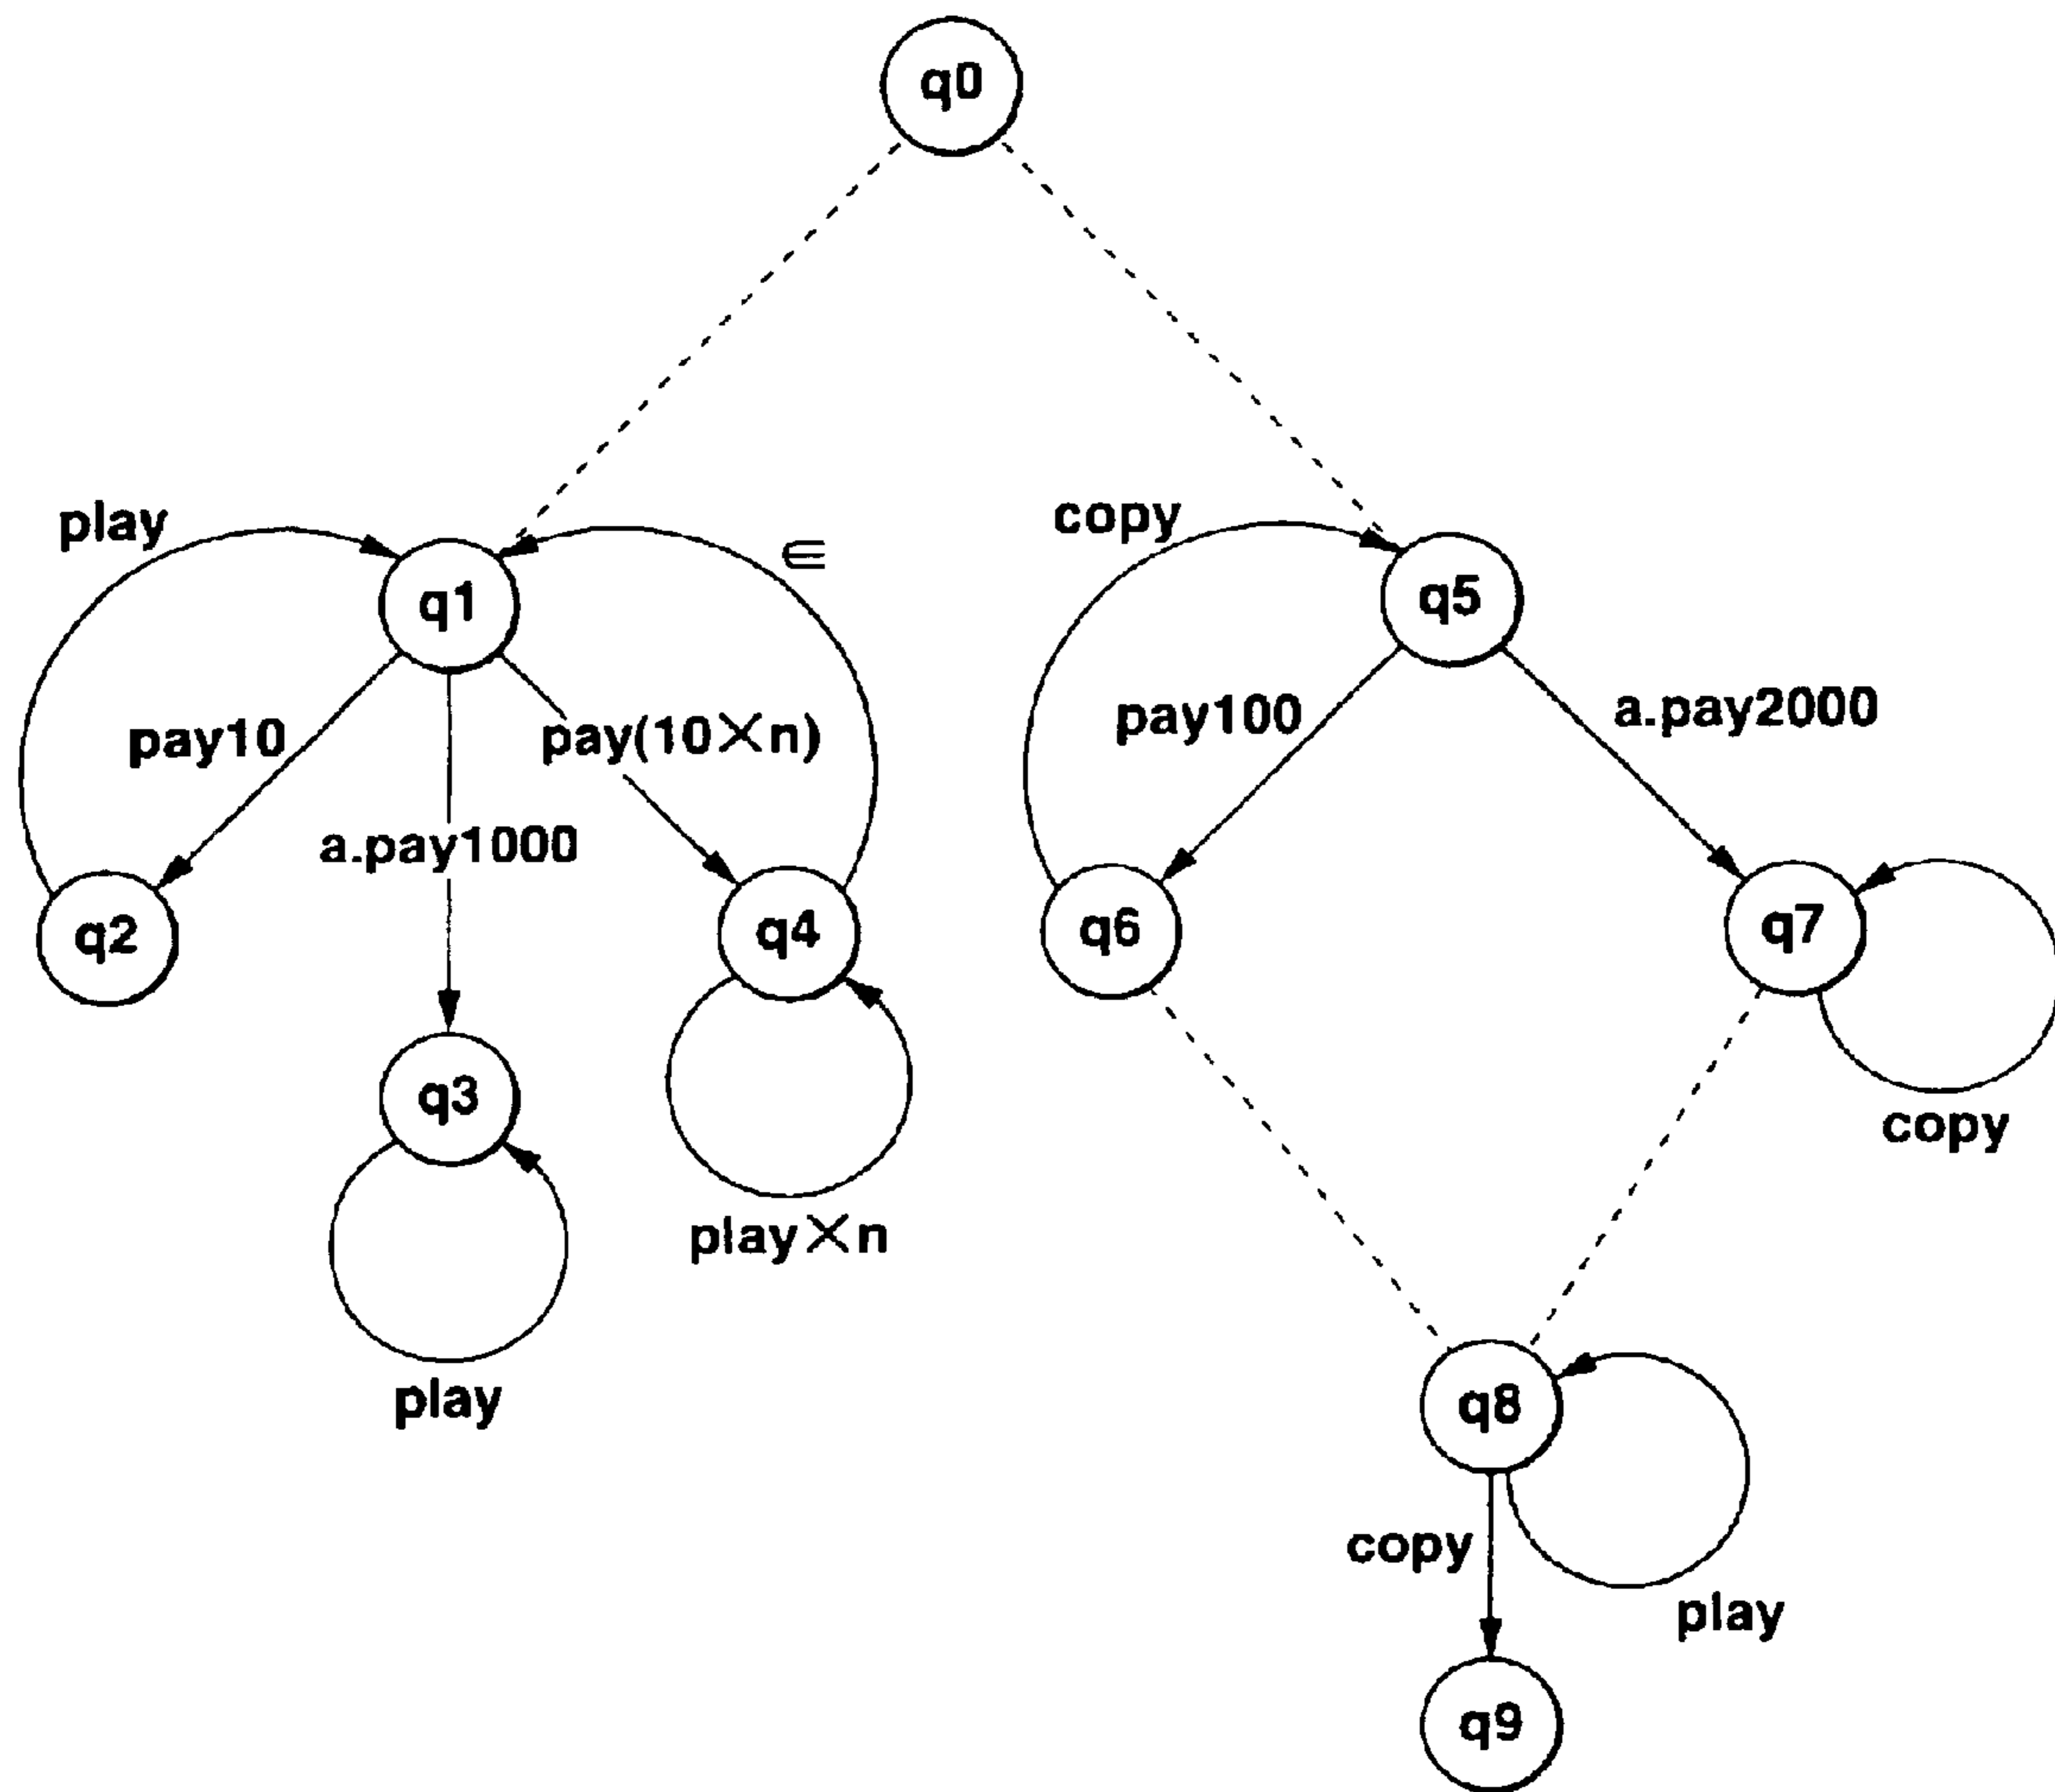 q0
play
∈
copy
q1
q5
pay10
pay(10×n)
pay100
a.pay2000
a.pay1000
q2
q4
q6
q7
q3
copy
play×n
play
q8
copy
play
q9